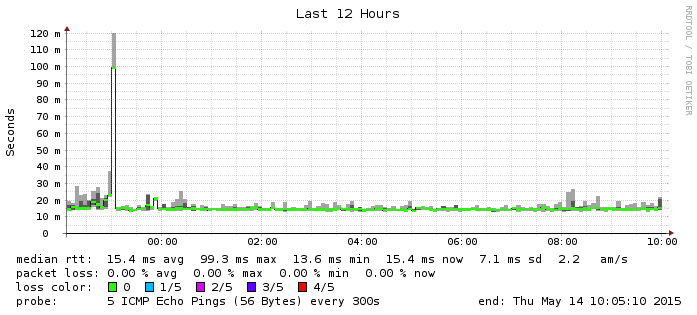 Last 12 Hours
RRDTOOL / TOBI OETIKER
Seconds
120 m
110 m
100 m
90 m
80 m
70 m
60 m
50 m
40 m
30 m
20 m
10 m
0
00:00 02:00 04:00 06:00 08:00 10:00
median rtt: 15.4 ms avg 99.3 ms max 13.6 ms min 15.4 ms now 7.1 ms sd 2.2 am/s
packet loss: 0.00 % avg 0.00 % max 0.00 % min 0.00 % now
loss color: 0 1/5 2/5 3/5 4/5
probe: 5 ICMP Echo Pings (56 Bytes) every 300s end: Thu May 14 10:05:10 2015